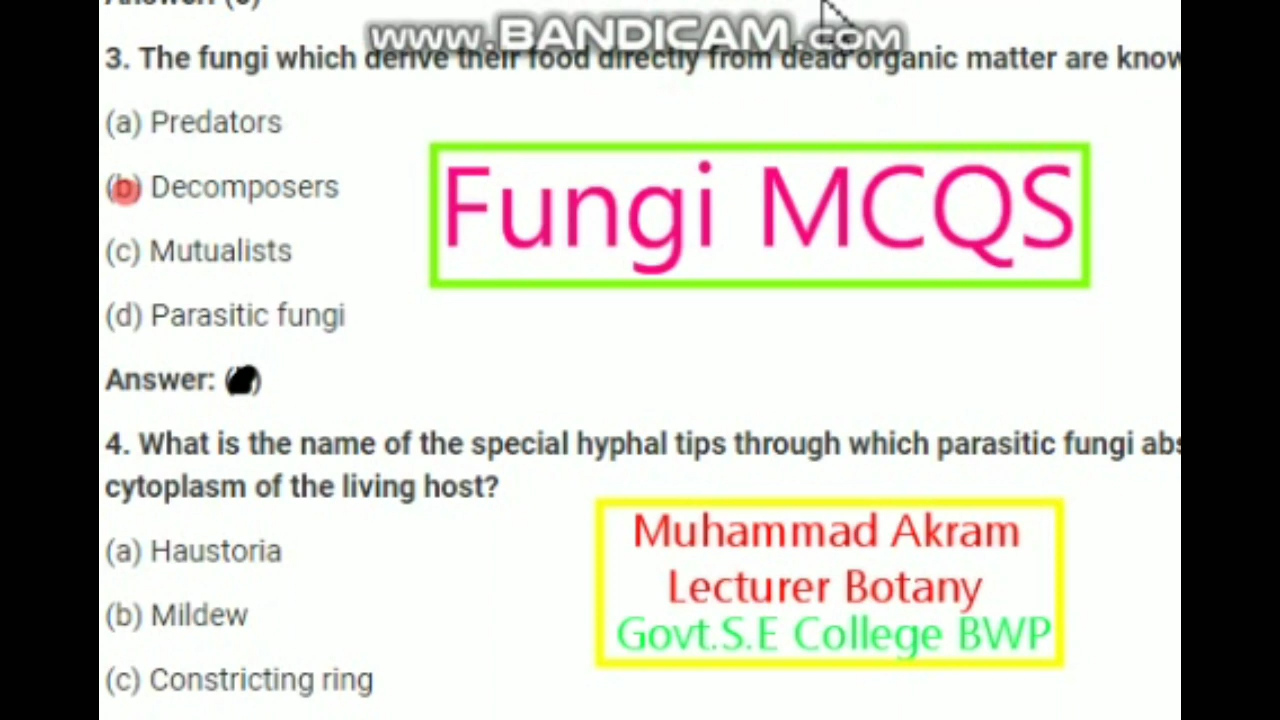 www.BANDICAM.com
3. The fungi which derive their food directly from dead organic matter are know
(a) Predators
(b) Decomposers
(c) Mutualists
(d) Parasitic fungi
Fungi MCQS
Answer: (
4. What is the name of the special hyphal tips through which parasitic fungi abs
cytoplasm of the living host?
(a) Haustoria
(b) Mildew
(c) Constricting ring
Muhammad Akram
Lecturer Botany
Govt.S.E College BWP